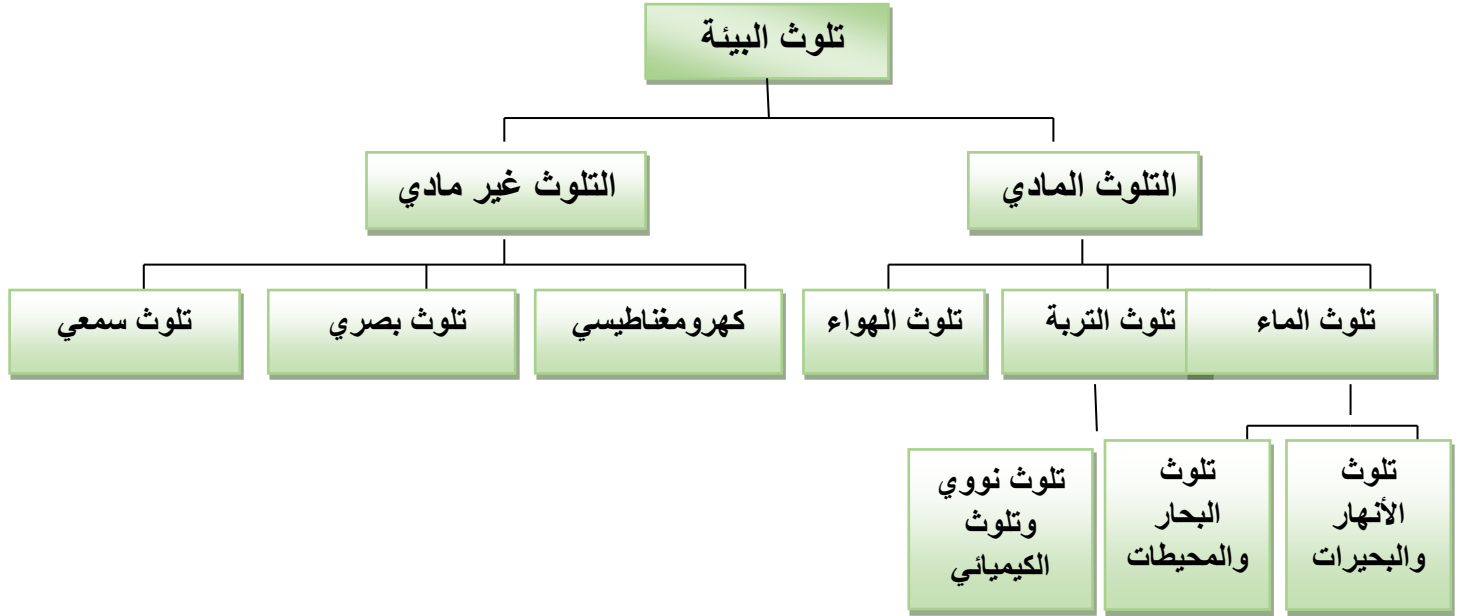 تلوث البيئة
التلوث المادي
التلوث غير مادي
تلوث الماء
تلوث التربة
تلوث الهواء
كهرومغناطيسي
تلوث بصري
تلوث سمعي
تلوث
الأنهار
والبحيرات
تلوث
البحار
والمحيطات
تلوث نووي
وتلوث
الكيميائي